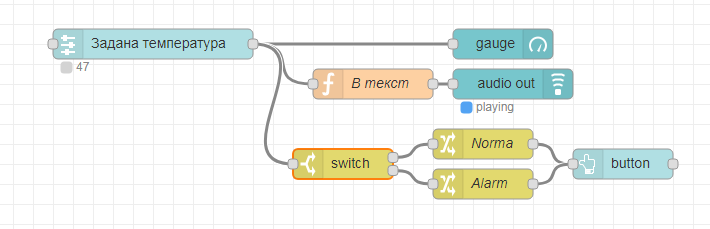 Задана температура
gauge
47
В текст
audio out
playing
switch
Norma
Alarm
button